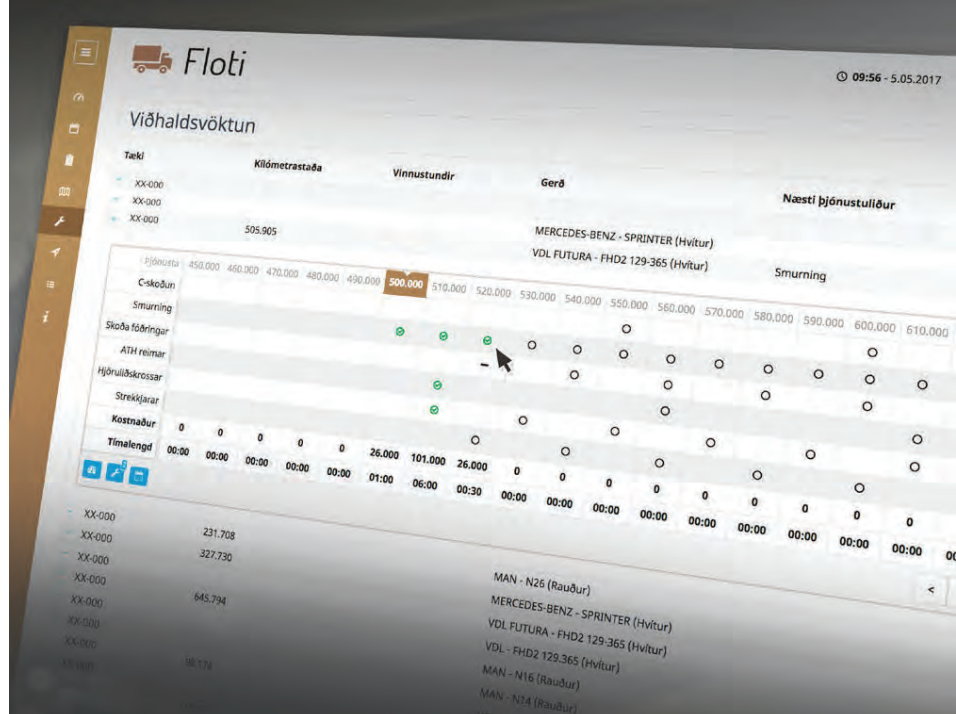 Floti
09:56 - 5.05.2017
Viðhaldsvöktun
Tæki Kílómetrastaða Vinnustundir Gerð Næsti þjónustuliður
XX-000
XX-000 MERCEDES-BENZ - SPRINTER (Hvítur)
XX-000 505.905 VDL FUTURA - FHD2 129-365 (Hvítur) Smurning
Þjónusta 450.000 460.000 470.000 480.000 490.000 500.000 510.000 520.000 530.000 540.000 550.000 560.000 570.000 580.000 590.000 600.000 610.000
C-skoðun
Smurning
Skoða fóðringar
ATH reimar
Hjöruliðskrossar
Strekkjarar
Kostnaður 0 0 0 0 0 26.000 101.000 26.000 0 0 0 0 0 0 0 0 0
Tímalengd 00:00 00:00 00:00 00:00 00:00 01:00 06:00 00:30 00:00 00:00 00:00 00:00 00:00 00:00 00:00 00:00 00:00
<
XX-000 231.708 MAN - N26 (Rauður)
XX-000 327.730 MERCEDES-BENZ - SPRINTER (Hvítur)
XX-000 VDL FUTURA - FHD2 129-365 (Hvítur)
XX-000 645.794 VDL - FHD2 129.365 (Hvítur)
XX-000 MAN - N16 (Rauður)
XX-000 MAN - N14 (Rauður)
XX-000